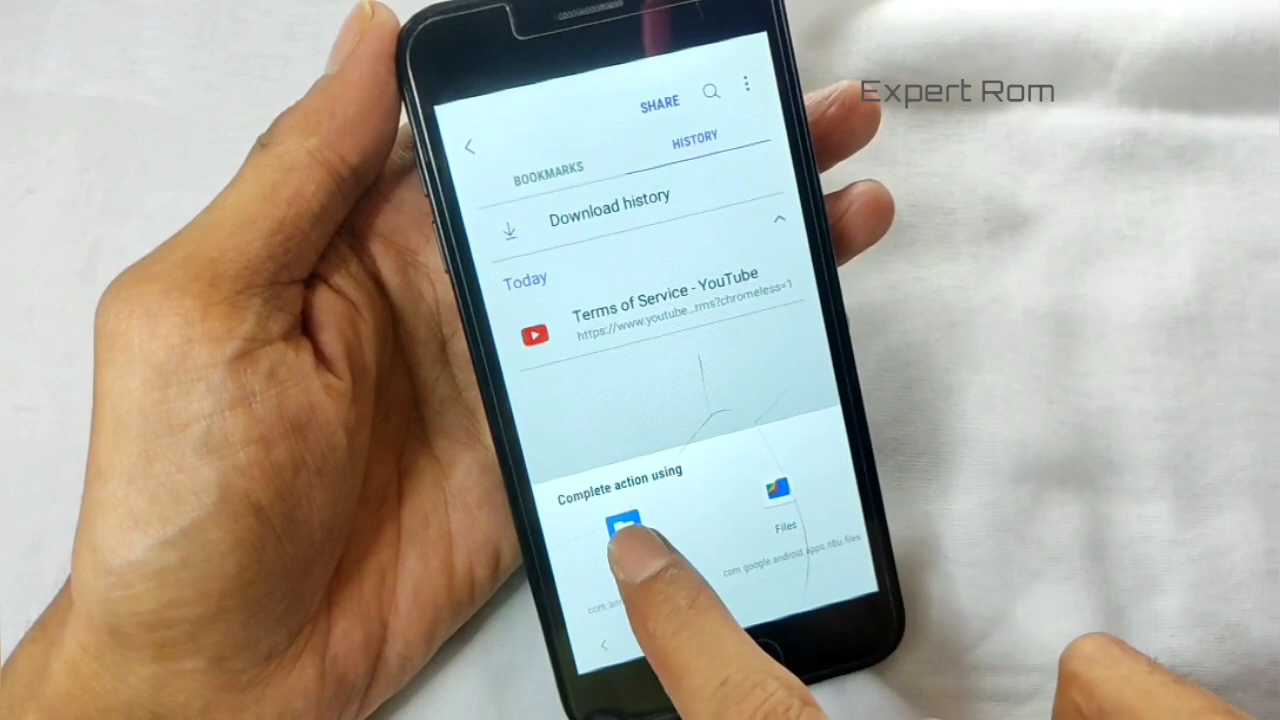 Expert Rom
SHARE
BOOKMARKS
HISTORY
Download history
Today
Terms of Service - YouTube
https://www.youtube...rms?chromeless=1
Complete action using
Files
com.google.android.apps.nbu.files